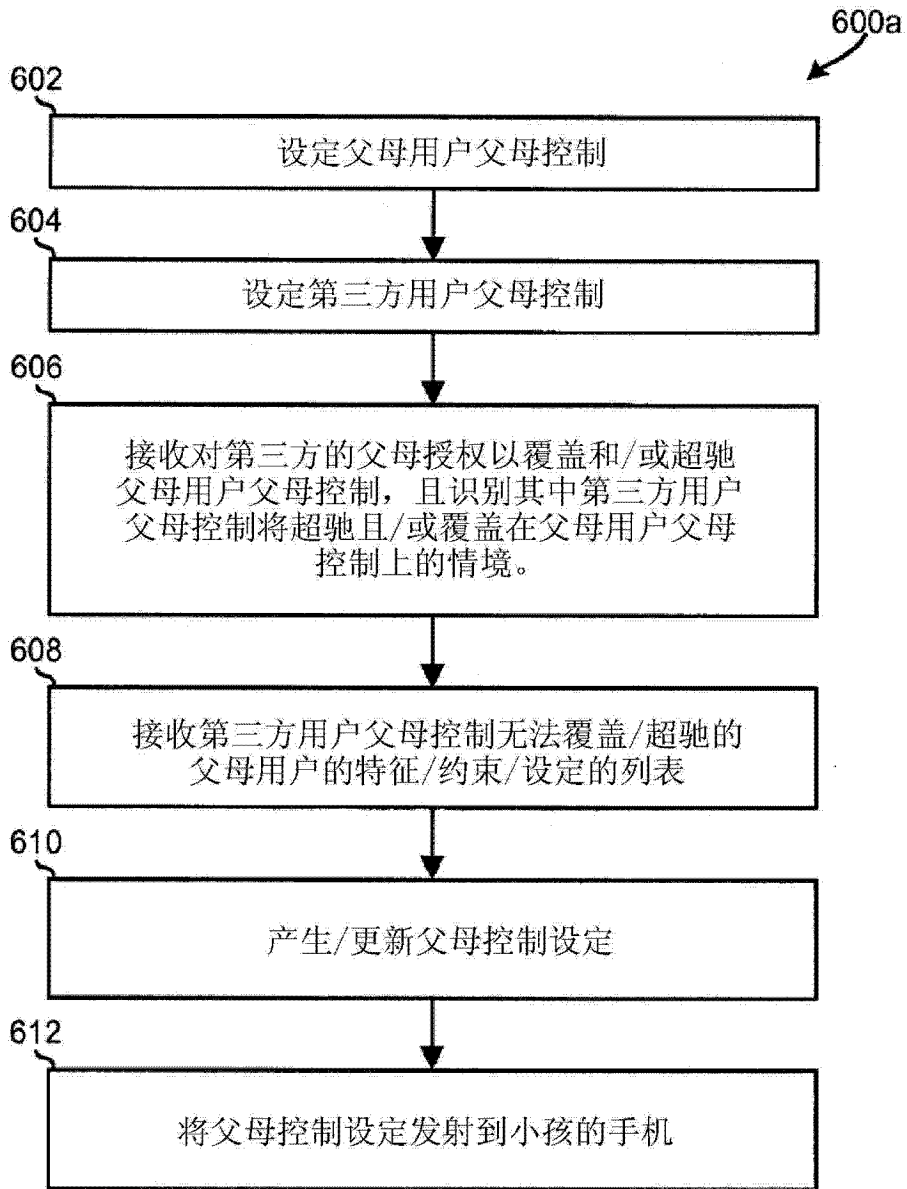 600a
602
设定父母用户父母控制
604
设定第三方用户父母控制
606
接收对第三方的父母授权以覆盖和/或超驰
父母用户父母控制，且识别其中第三方用户
父母控制将超驰且/或覆盖在父母用户父母
控制上的情境。
608
接收第三方用户父母控制无法覆盖/超驰的
父母用户的特征/约束/设定的列表
610
产生/更新父母控制设定
612
将父母控制设定发射到小孩的手机